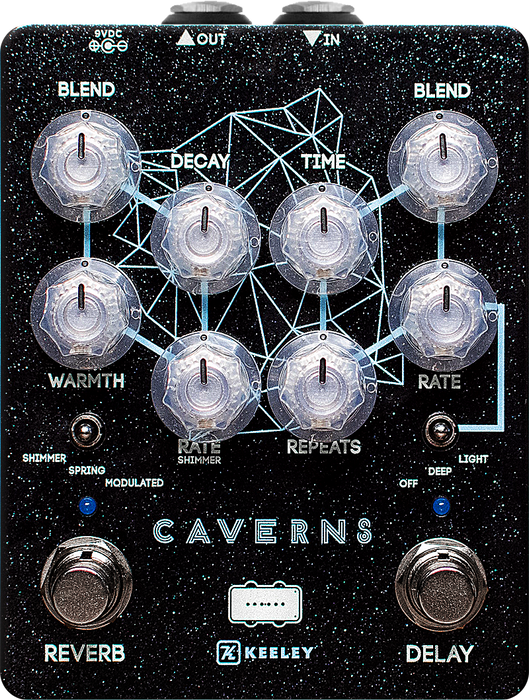 9VDC
OUT
IN
BLEND
BLEND
DECAY
TIME
WARMTH
RATE
RATE
SHIMMER
REPEATS
SHIMMER
SPRING
MODULATED
LIGHT
DEEP
OFF
CAVERNS
REVERB
KEELEY
DELAY